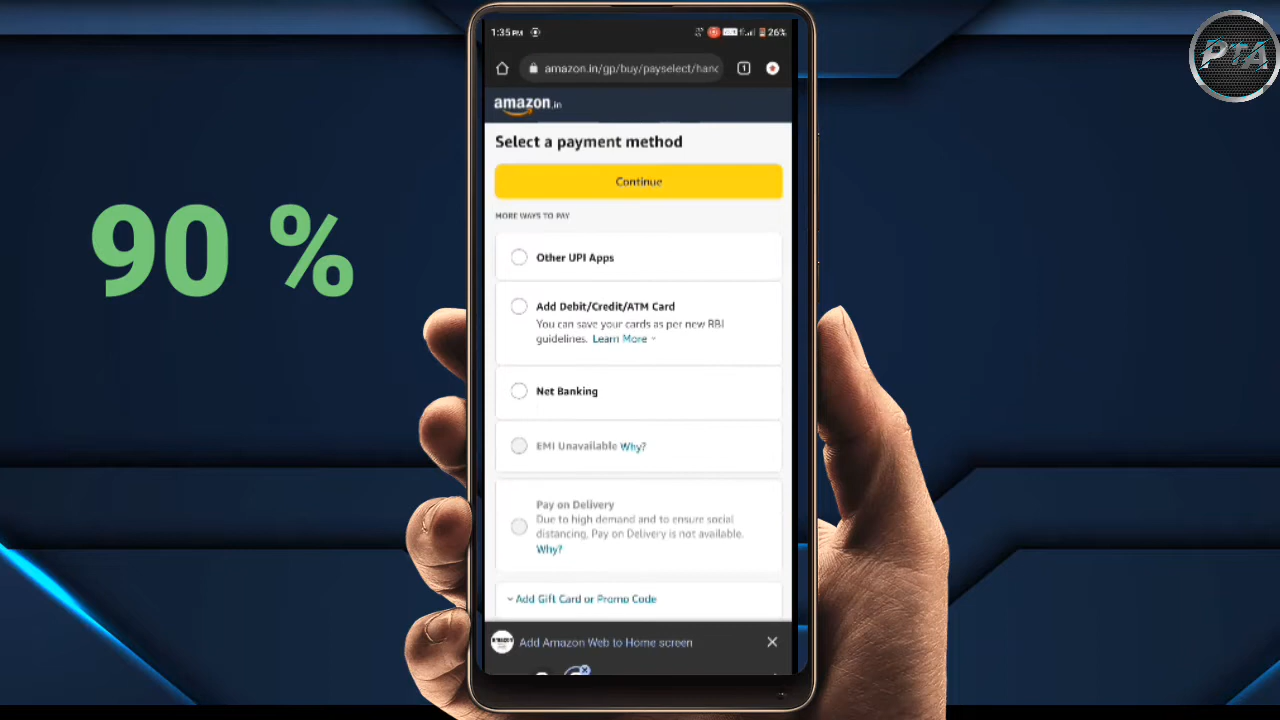 PTA
1:35 PM 26%
amazon.in/gp/buy/payselect/hand
1
amazon.in
Select a payment method
Continue
MORE WAYS TO PAY
90 %
Other UPI Apps
Add Debit/Credit/ATM Card
You can save your cards as per new RBI
guidelines. Learn More
Net Banking
EMI Unavailable Why?
Pay on Delivery
Due to high demand and to ensure social
distancing, Pay on Delivery is not available.
Why?
Add Gift Card or Promo Code
Add Amazon Web to Home screen